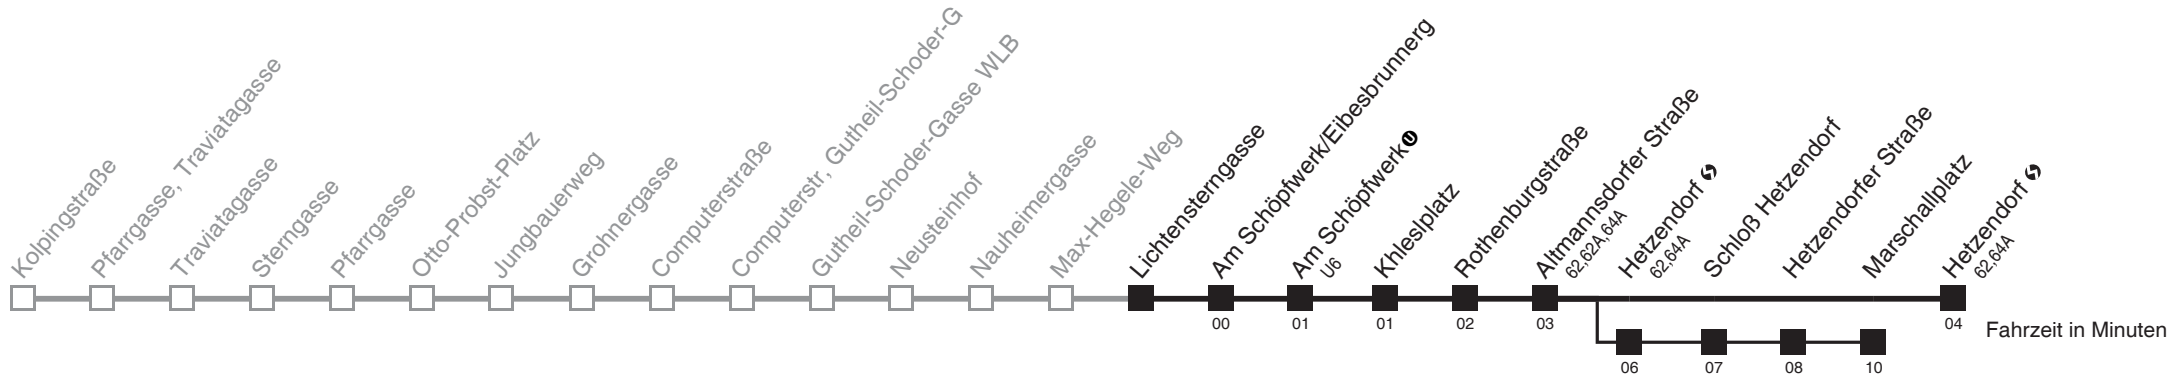 Kolpingstraße
Pfarrgasse, Traviatagasse
Traviatagasse
Sterngasse
Pfarrgasse
Otto-Probst-Platz
Jungbauerweg
Grohnergasse
Computerstraße
Computerstr, Gutheil-Schoder-G
Gutheil-Schoder-Gasse WLB
Neusteinhof
Nauheimergasse
Max-Hegele-Weg
Lichtensterngasse
Am Schöpfwerk/Eibesbrunnerg
Am Schöpfwerk U
U6
Khleslplatz
Rothenburgstraße
Altmannsdorfer Straße
62,62A,64A
Hetzendorf
62,64A
Schloß Hetzendorf
Hetzendorfer Straße
Marschallplatz
Hetzendorf
62,64A
00 01 01 02 03 04
Fahrzeit in Minuten
06 07 08 10